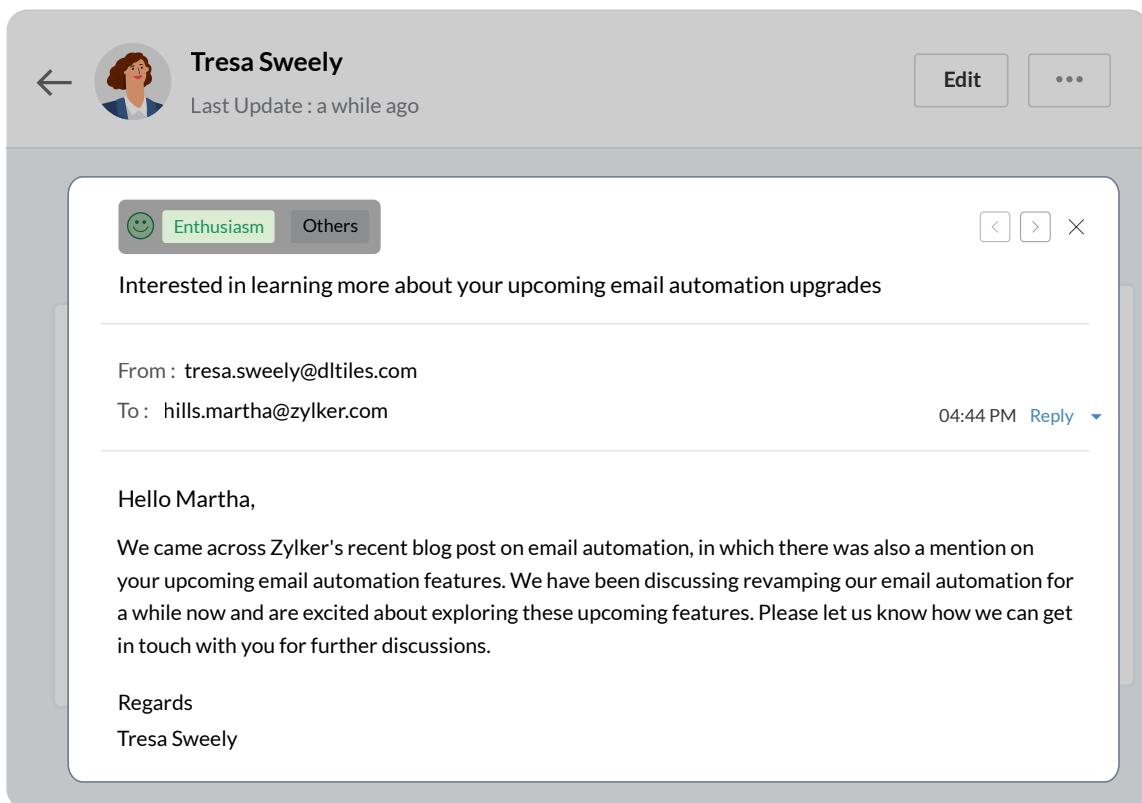 Tresa Sweely
Last Update : a while ago
Edit
Enthusiasm Others
Interested in learning more about your upcoming email automation upgrades
From : tresa.sweely@dltiles.com
To : hills.martha@zylker.com
04:44 PM Reply
Hello Martha,
We came across Zylker's recent blog post on email automation, in which there was also a mention on
your upcoming email automation features. We have been discussing revamping our email automation for
a while now and are excited about exploring these upcoming features. Please let us know how we can get
in touch with you for further discussions.
Regards
Tresa Sweely